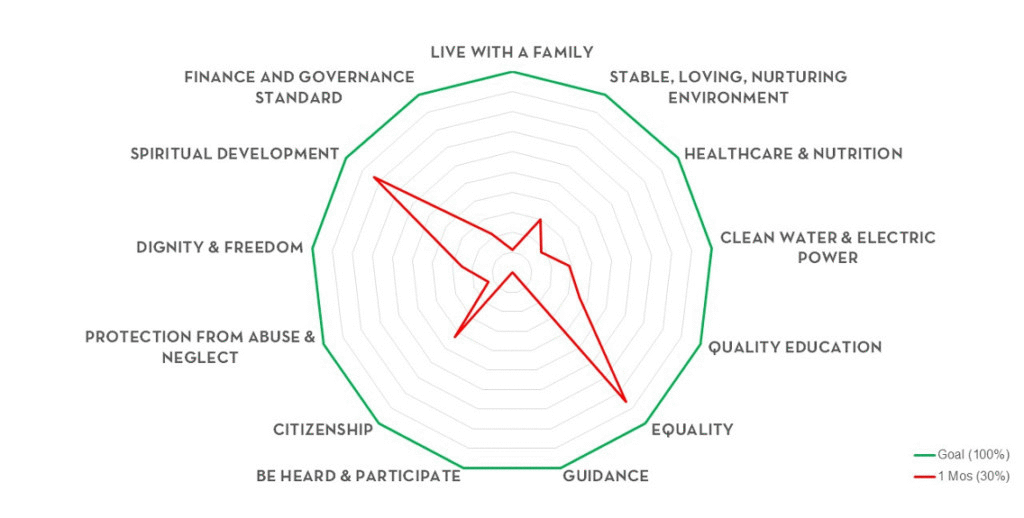 LIVE WITH A FAMILY
FINANCE AND GOVERNANCE
STANDARD
STABLE, LOVING, NURTURING
ENVIRONMENT
SPIRITUAL DEVELOPMENT
HEALTHCARE & NUTRITION
DIGNITY & FREEDOM
CLEAN WATER & ELECTRIC
POWER
PROTECTION FROM ABUSE &
NEGLECT
QUALITY EDUCATION
CITIZENSHIP
EQUALITY
BE HEARD & PARTICIPATE
GUIDANCE
Goal (100%)
1 Mos (30%)